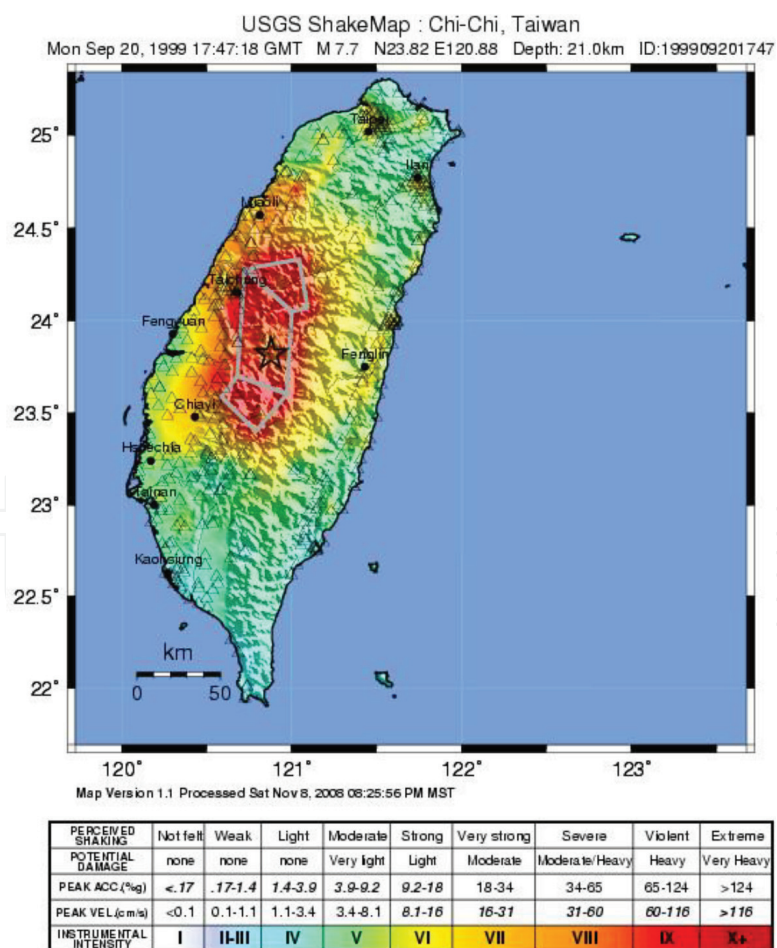 USGS ShakeMap : Chi-Chi, Taiwan
Mon Sep 20, 1999 17:47:18 GMT M 7.7 N23.82 E120.88 Depth: 21.0km ID:199909201747
25˚
Taipei
Ilan
24.5˚
Miaoli
Taichung
24˚
Fengyuan
Fenglin
23.5˚
Chiayi
23˚
Tainan
Kaohsiung
22.5˚
km
0 50
22˚
120˚ 121˚ 122˚ 123˚
Map Version 1.1 Processed Sat Nov 8, 2008 08:25:56 PM MST
PERCEIVED SHAKING Not felt Weak Light Moderate Strong Very strong Severe Violent Extreme
POTENTIAL DAMAGE none none none Very light Light Moderate Moderate/Heavy Heavy Very Heavy
PEAK ACC.(%g) <.17 .17-1.4 1.4-3.9 3.9-9.2 9.2-18 18-34 34-65 65-124 >124
PEAK VEL.(cm/s) <0.1 0.1-1.1 1.1-3.4 3.4-8.1 8.1-16 16-31 31-60 60-116 >116
INSTRUMENTAL INTENSITY I II-III IV V VI VII VIII IX X+